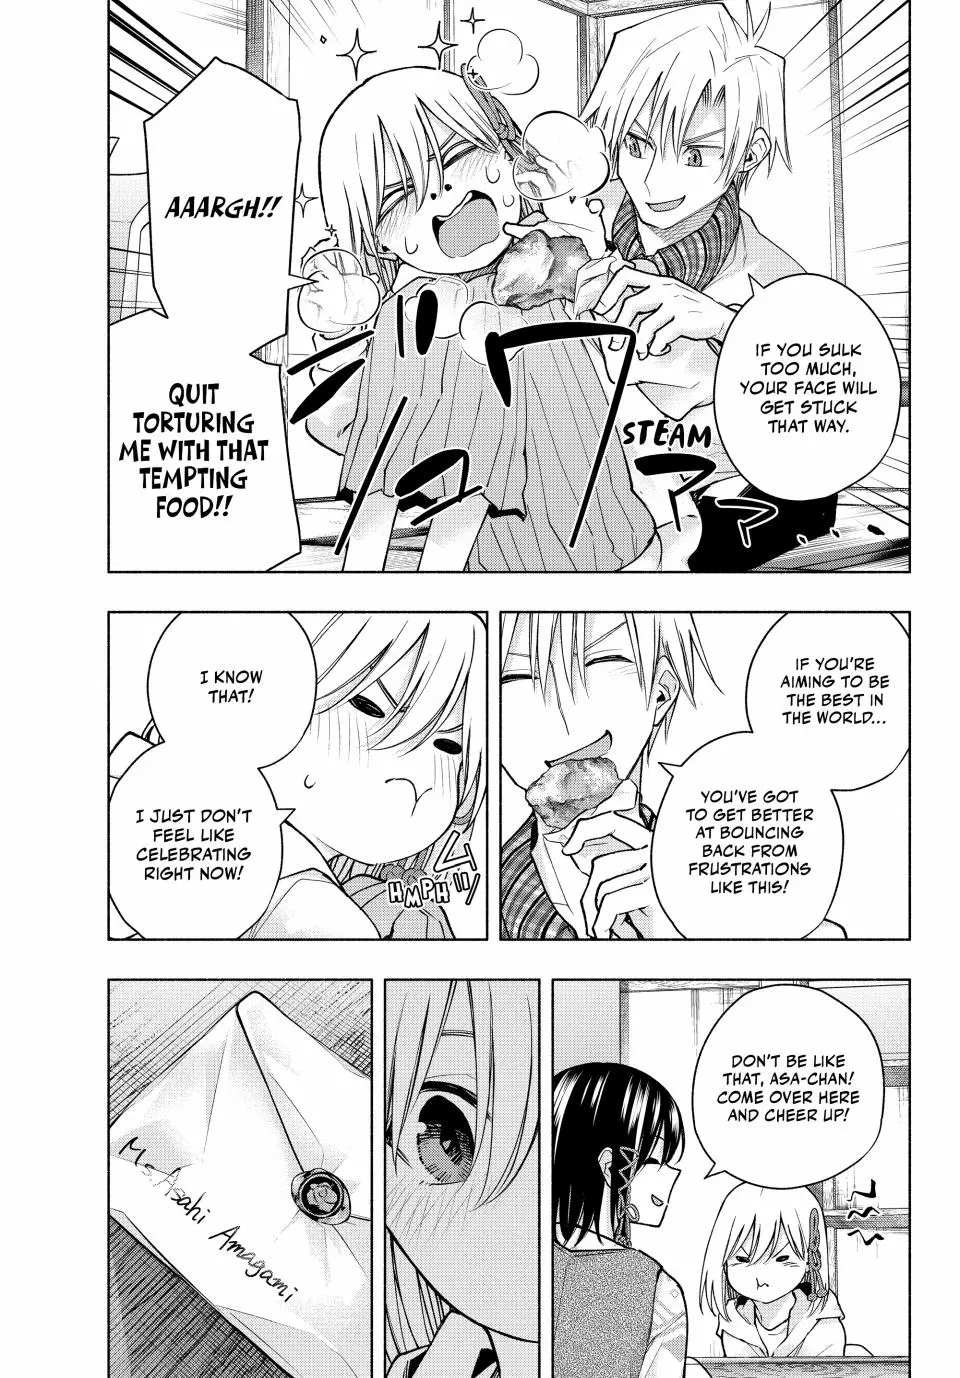 IF YOU SULK
TOO MUCH,
YOUR FACE WILL
GET STUCK
THAT WAY.
STEAM
ファ
AAARGH!!
QUIT
TORTURING
ME WITH THAT
TEMPTING
FOOD!!
IF YOU'RE
AIMING TO BE
THE BEST IN
THE WORLD...
YOU'VE GOT
TO GET BETTER
AT BOUNCING
BACK FROM
FRUSTRATIONS
LIKE THIS!
I KNOW
THAT!
I JUST DON'T
FEEL LIKE
CELEBRATING
RIGHT NOW!
ム
HMPH
DON'T BE LIKE
THAT, ASA-CHAN!
COME OVER HERE
AND CHEER UP!
Ms. Asahi Amagami